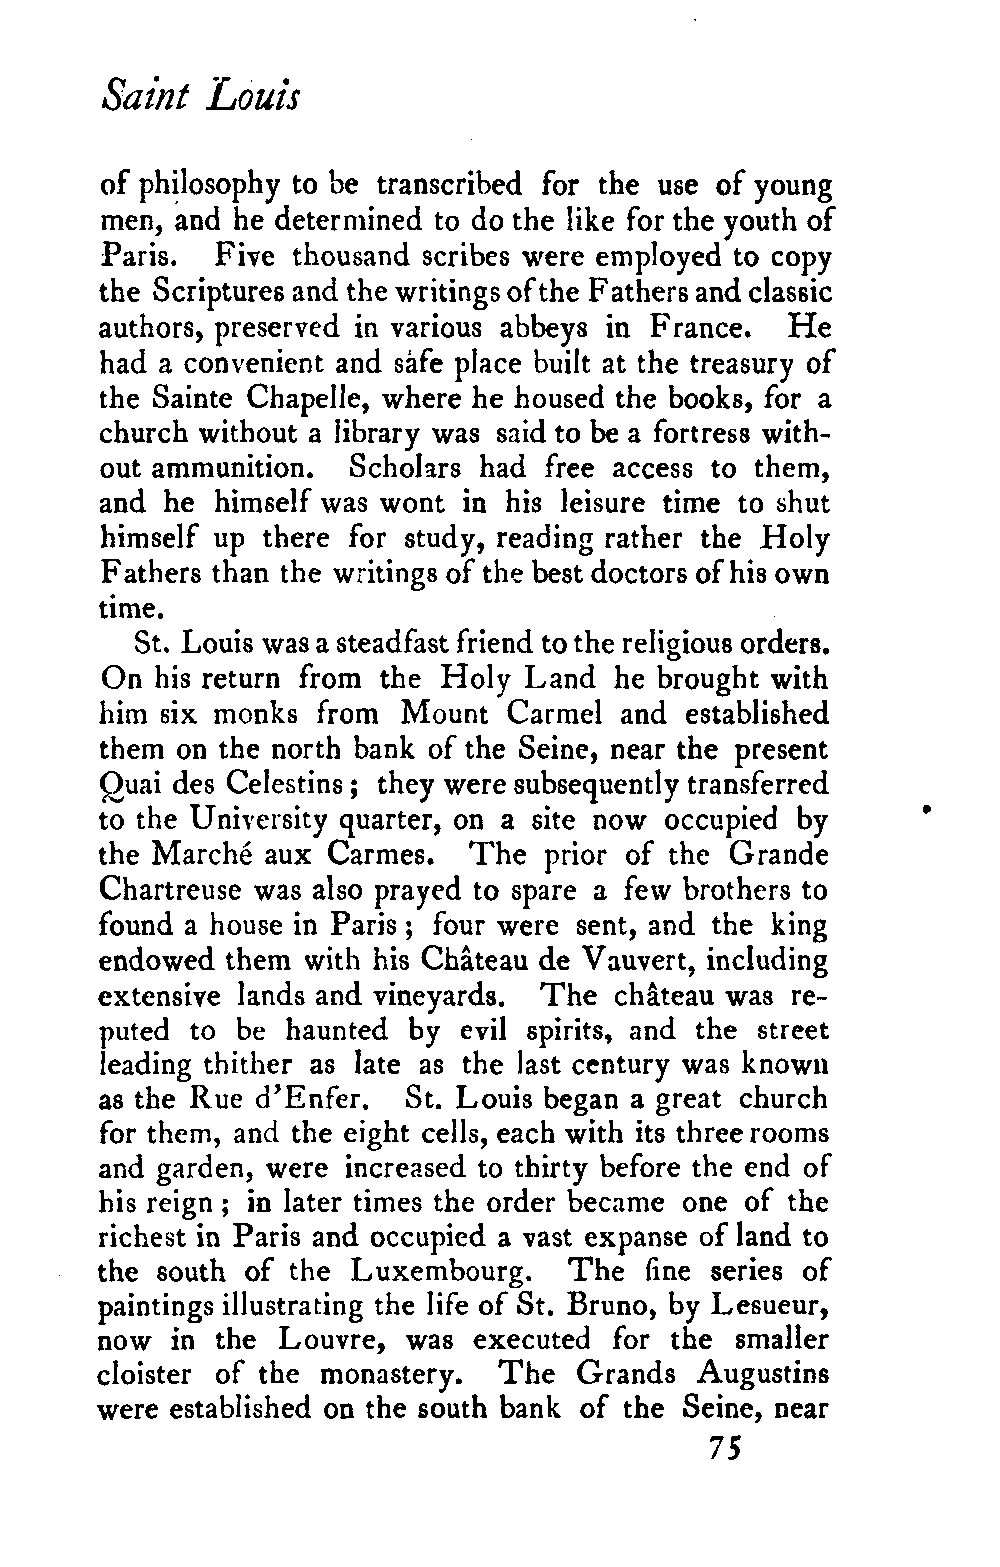 Saint Louis
of philosophy to be transcribed for the use of young
men, and he determined to do the like for the youth of
Paris. Five thousand scribes were employed to copy
the Scriptures and the writings of the Fathers and classic
authors, preserved in various abbeys in France. He
had a convenient and safe place built at the treasury of
the Sainte Chapelle, where he housed the books, for a
church without a library was said to be a fortress with-
out ammunition. Scholars had free access to them,
and he himself was wont in his leisure time to shut
himself up there for study, reading rather the Holy
Fathers than the writings of the best doctors of his own
time.
St. Louis was a steadfast friend to the religious orders.
On his return from the Holy Land he brought with
him six monks from Mount Carmel and established
them on the north bank of the Seine, near the present
Quai des Celestins; they were subsequently transferred
to the University quarter, on a site now occupied by
the Marché aux Carmes. The prior of the Grande
Chartreuse was also prayed to spare a few brothers to
found a house in Paris; four were sent, and the king
endowed them with his Château de Vauvert, including
extensive lands and vineyards. The château was re-
puted to be haunted by evil spirits, and the street
leading thither as late as the last century was known
as the Rue d'Enfer. St. Louis began a great church
for them, and the eight cells, each with its three rooms
and garden, were increased to thirty before the end of
his reign; in later times the order became one of the
richest in Paris and occupied a vast expanse of land to
the south of the Luxembourg. The fine series of
paintings illustrating the life of St. Bruno, by Lesueur,
now in the Louvre, was executed for the smaller
cloister of the monastery. The Grands Augustins
were established on the south bank of the Seine, near
75